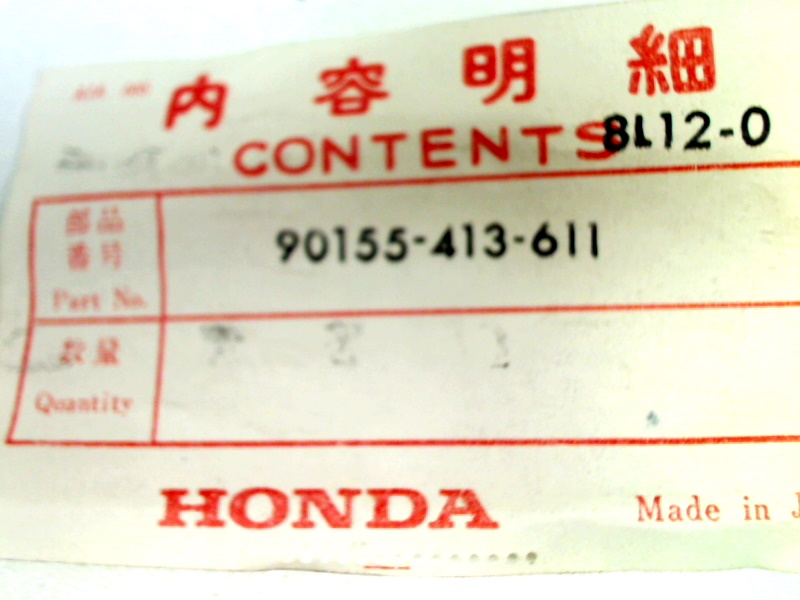 内容明細
CONTENTS 8L12-0
部品
番号
Part No.
90155-413-611
数量
Quantity
HONDA
Made in J